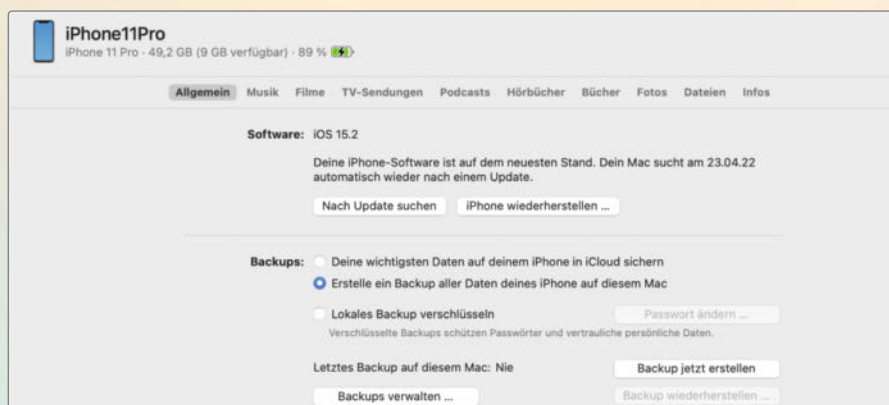 iPhone11Pro
iPhone 11 Pro · 49,2 GB (9 GB verfügbar) · 89 %
Allgemein Musik Filme TV-Sendungen Podcasts Hörbücher Bücher Fotos Dateien Infos
Software: iOS 15.2
Deine iPhone-Software ist auf dem neuesten Stand. Dein Mac sucht am 23.04.22
automatisch wieder nach einem Update.
Nach Update suchen iPhone wiederherstellen ...
Backups: Deine wichtigsten Daten auf deinem iPhone in iCloud sichern
Erstelle ein Backup aller Daten deines iPhone auf diesem Mac
Lokales Backup verschlüsseln Passwort ändern ...
Verschlüsselte Backups schützen Passwörter und vertrauliche persönliche Daten.
Letztes Backup auf diesem Mac: Nie Backup jetzt erstellen
Backups verwalten ... Backup wiederherstellen ...